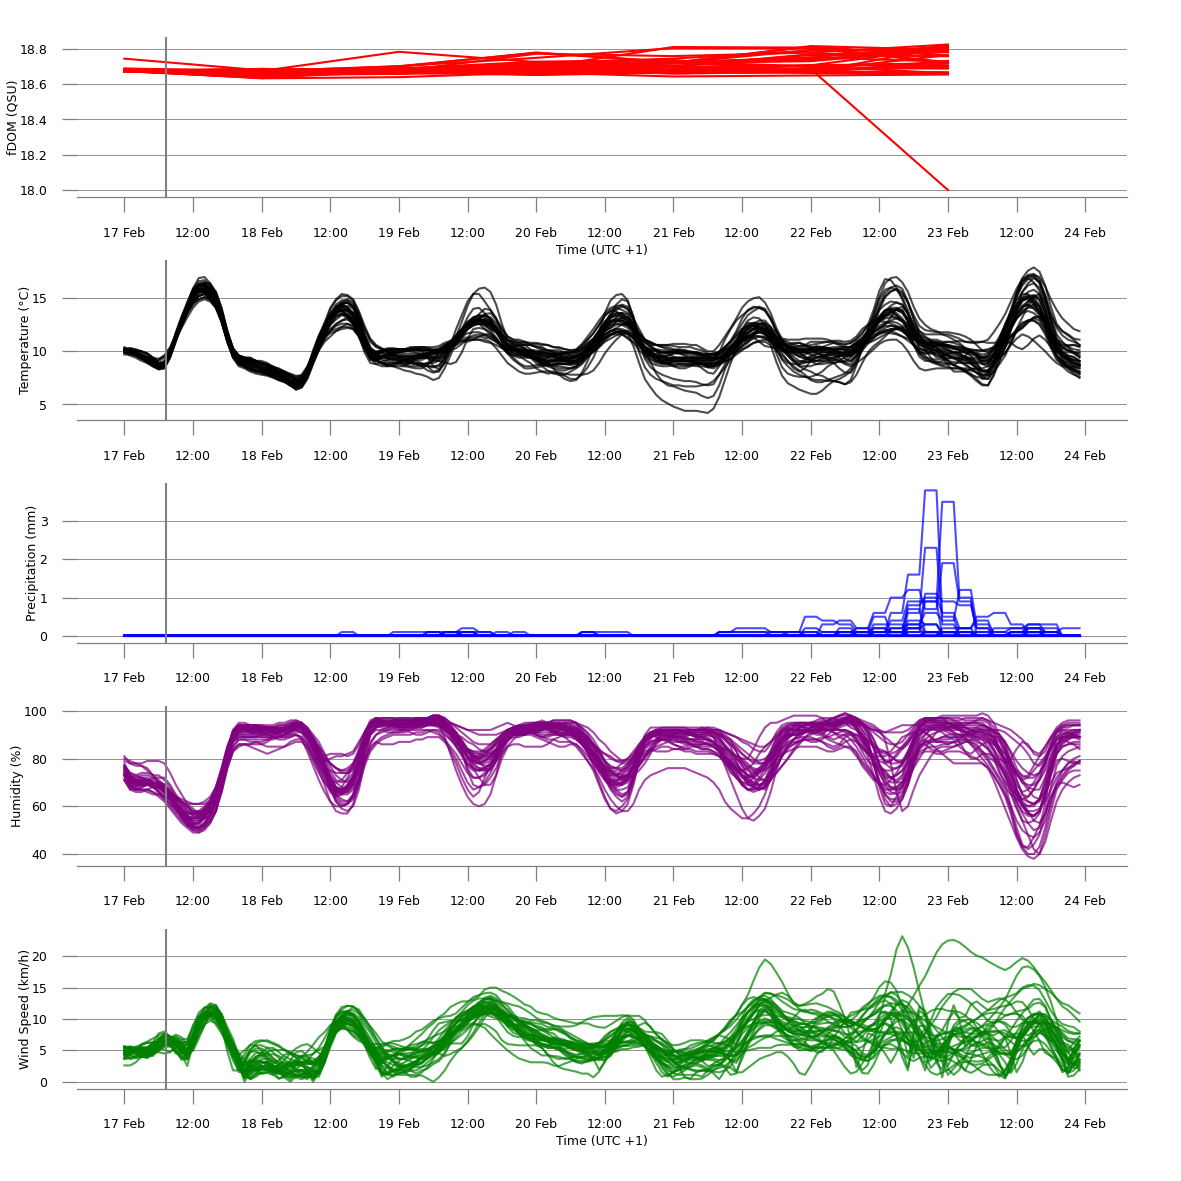 18.8
18.6
18.4
18.2
18.0
fDOM (QSU)
17 Feb 12:00 18 Feb 12:00 19 Feb 12:00 20 Feb 12:00 21 Feb 12:00 22 Feb 12:00 23 Feb 12:00 24 Feb
Time (UTC +1)
15
10
5
Temperature (°C)
17 Feb 12:00 18 Feb 12:00 19 Feb 12:00 20 Feb 12:00 21 Feb 12:00 22 Feb 12:00 23 Feb 12:00 24 Feb
3
2
1
0
Precipitation (mm)
17 Feb 12:00 18 Feb 12:00 19 Feb 12:00 20 Feb 12:00 21 Feb 12:00 22 Feb 12:00 23 Feb 12:00 24 Feb
100
80
60
40
Humidity (%)
17 Feb 12:00 18 Feb 12:00 19 Feb 12:00 20 Feb 12:00 21 Feb 12:00 22 Feb 12:00 23 Feb 12:00 24 Feb
20
15
10
5
0
Wind Speed (km/h)
17 Feb 12:00 18 Feb 12:00 19 Feb 12:00 20 Feb 12:00 21 Feb 12:00 22 Feb 12:00 23 Feb 12:00 24 Feb
Time (UTC +1)